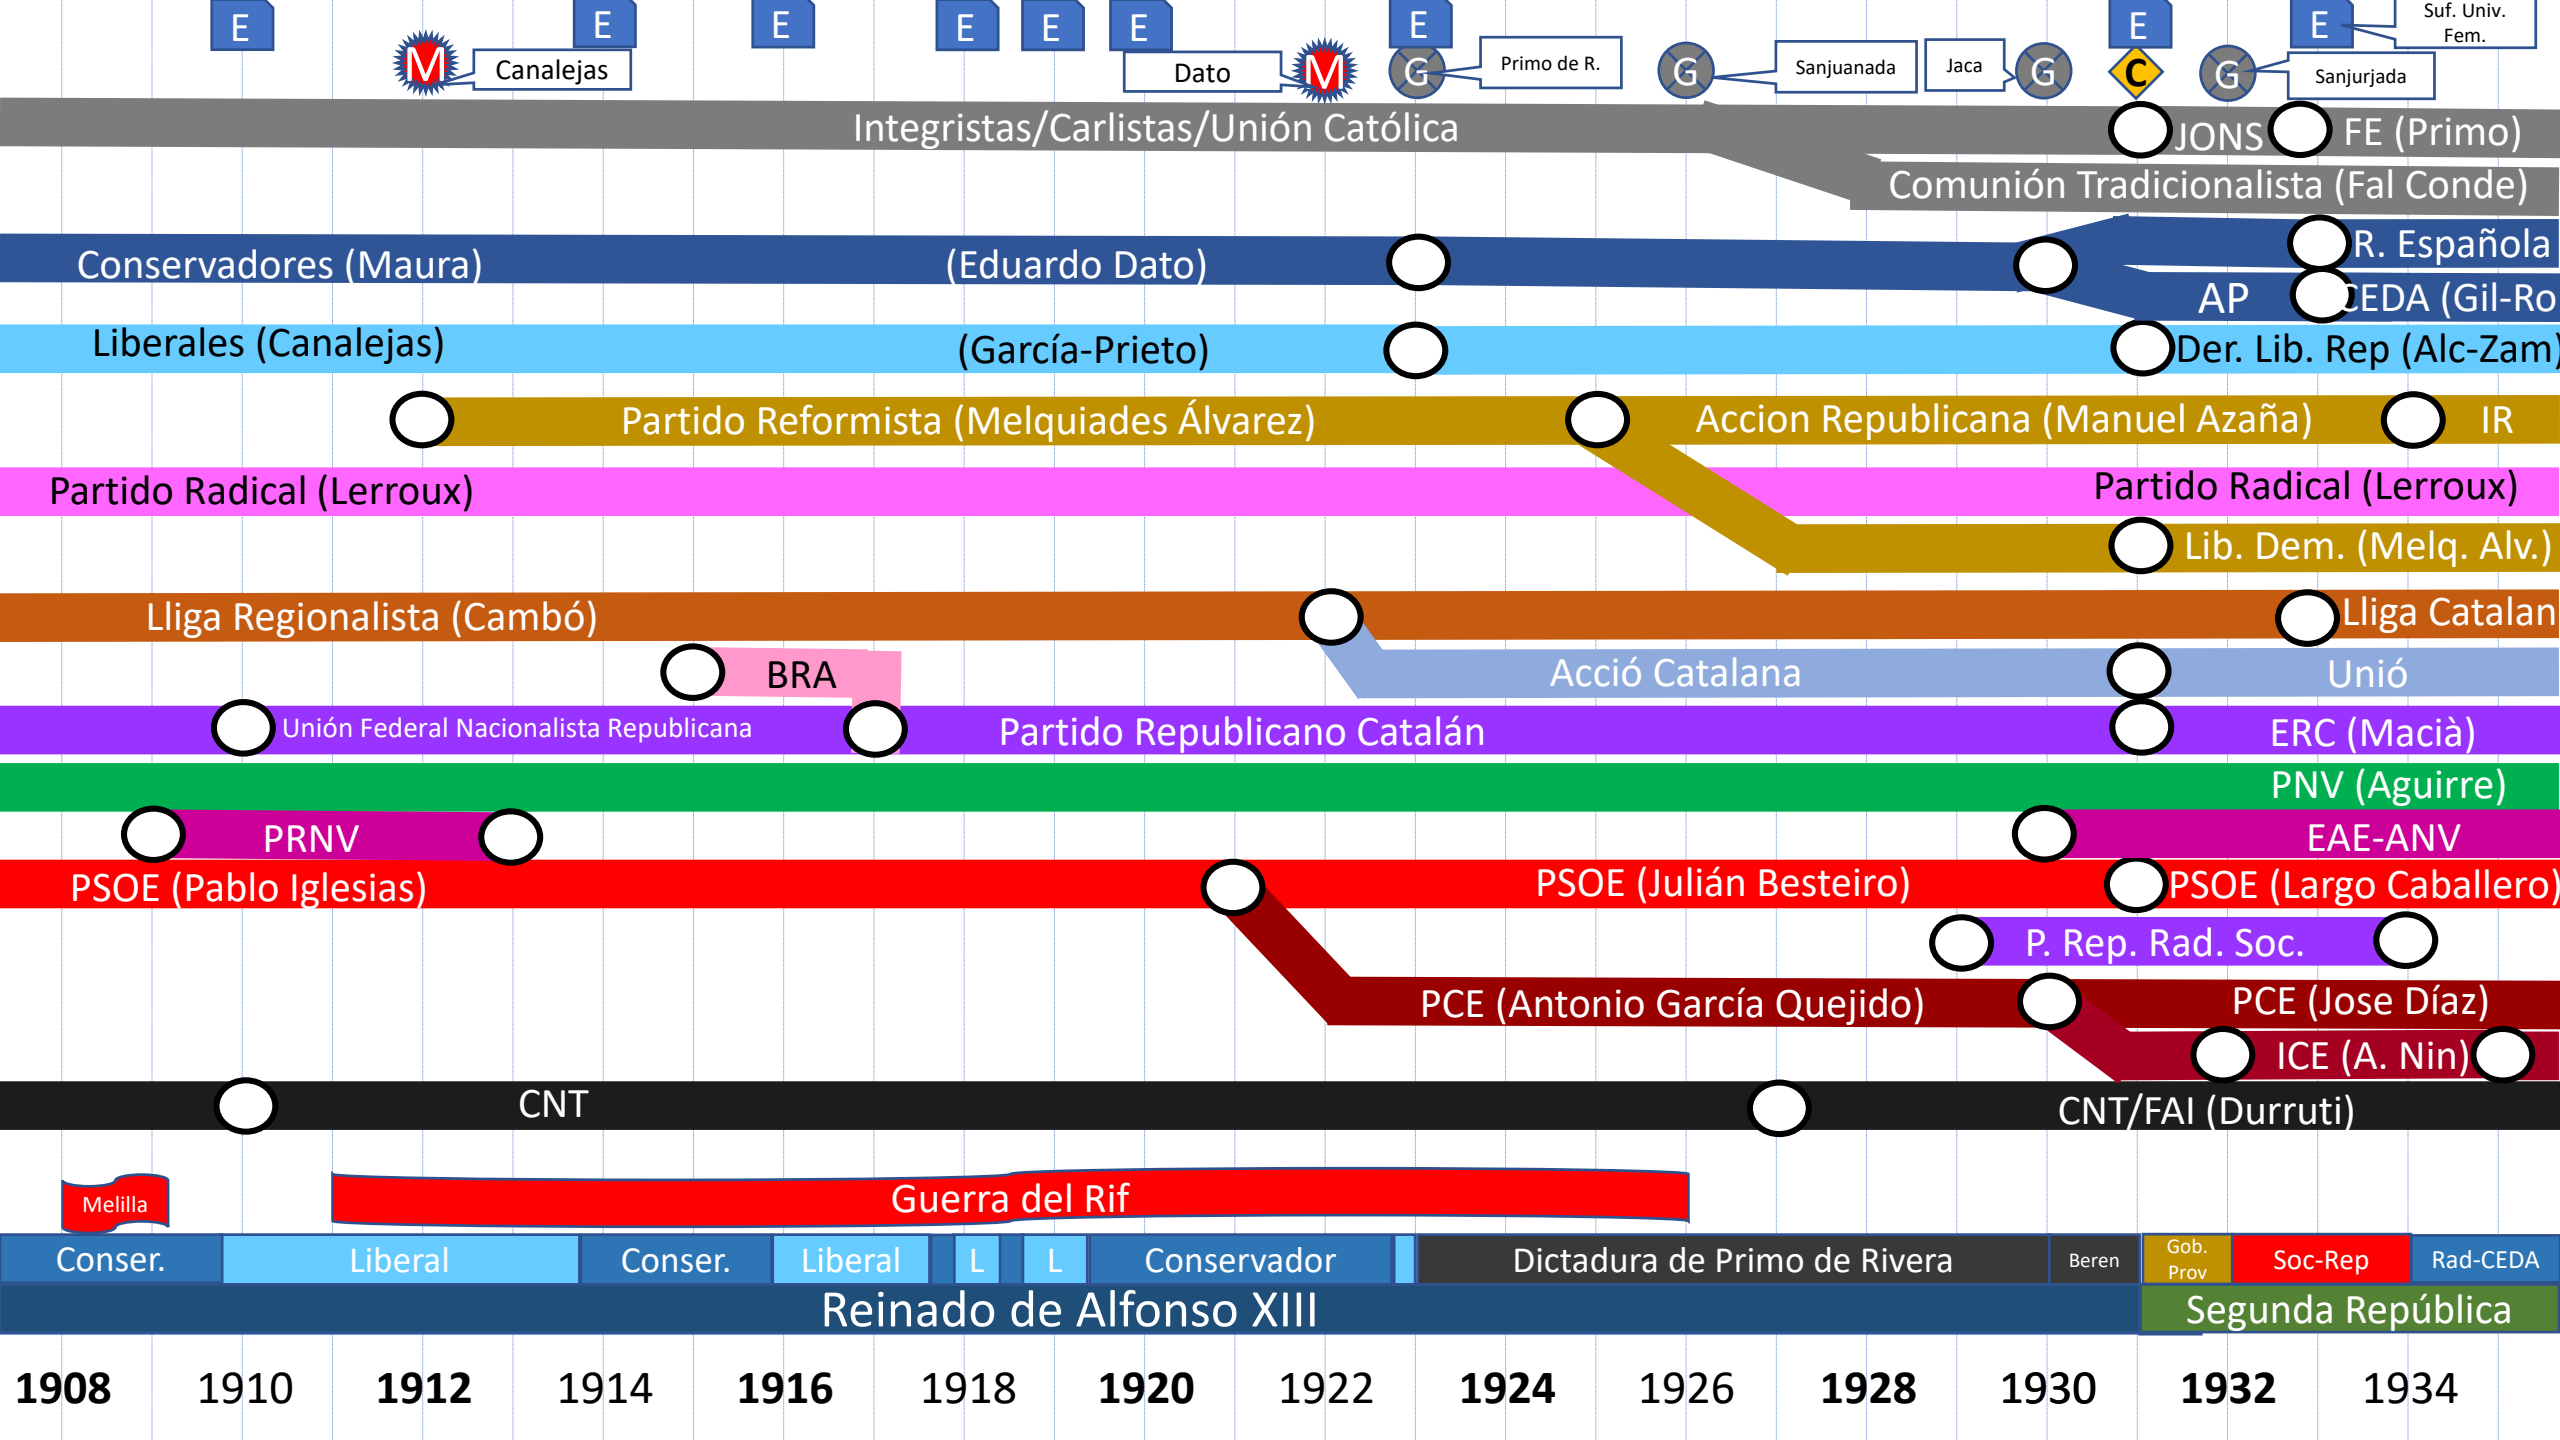 E E E E E E E E E
Suf. Univ.
Fem.
M Canalejas Dato M G Primo de R. G Sanjuanada Jaca G C G Sanjurjada
Integristas/Carlistas/Unión Católica JONS FE (Primo)
Comunión Tradicionalista (Fal Conde)
Conservadores (Maura) (Eduardo Dato) R. Española
AP CEDA (Gil-Ro
Liberales (Canalejas) (García-Prieto) Der. Lib. Rep (Alc-Zam)
Partido Reformista (Melquiades Álvarez) Accion Republicana (Manuel Azaña) IR
Partido Radical (Lerroux) Partido Radical (Lerroux)
Lib. Dem. (Melq. Alv.)
Lliga Regionalista (Cambó) Lliga Catalan
BRA Acció Catalana Unió
Unión Federal Nacionalista Republicana Partido Republicano Catalán ERC (Macià)
PNV (Aguirre)
PRNV EAE-ANV
PSOE (Pablo Iglesias) PSOE (Julián Besteiro) PSOE (Largo Caballero)
P. Rep. Rad. Soc.
PCE (Antonio García Quejido) PCE (Jose Díaz)
ICE (A. Nin)
CNT CNT/FAI (Durruti)
Melilla Guerra del Rif
Conser. Liberal Conser. Liberal L L Conservador Dictadura de Primo de Rivera Beren Gob. Prov Soc-Rep Rad-CEDA
Reinado de Alfonso XIII Segunda República
1908 1910 1912 1914 1916 1918 1920 1922 1924 1926 1928 1930 1932 1934